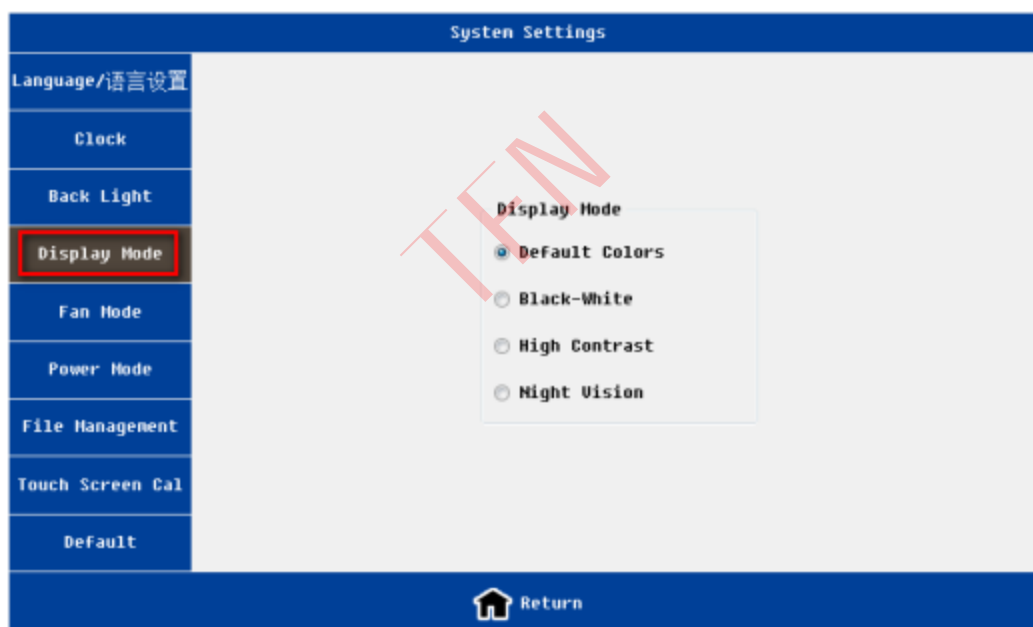 System Settings
Language/语言设置
Clock
Back Light
Display Mode
Fan Mode
Power Mode
File Management
Touch Screen Cal
Default
TFN
Display Mode
Default Colors
Black-White
High Contrast
Night Vision
Return